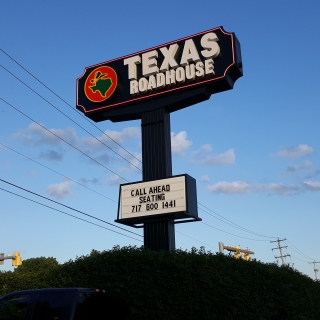 TEXAS
ROADHOUSE
CALL AHEAD
SEATING
717 600 1441